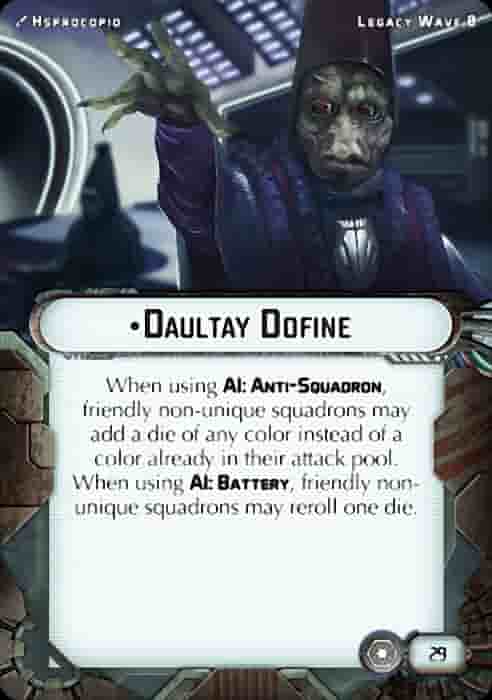 Hsprocopio
Legacy Wave 0
•Daultay Dofine
When using AI: Anti-Squadron,
friendly non-unique squadrons may
add a die of any color instead of a
color already in their attack pool.
When using AI: Battery, friendly non-
unique squadrons may reroll one die.
29